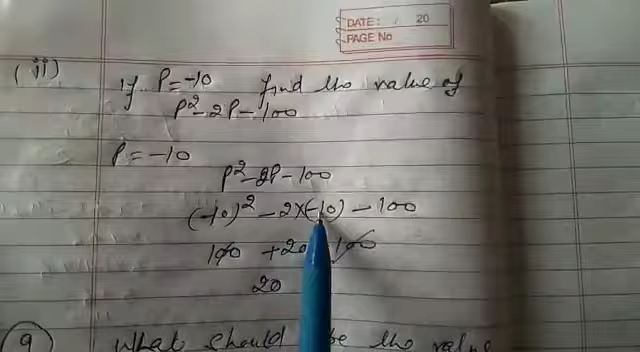 DATE: 20
PAGE No
(ii) if P=-10 find the value of
P²-2P-100
P=-10
P²-2P-100
(-10)²-2×(-10)-100
100 +20 100
20
9 What should be the value